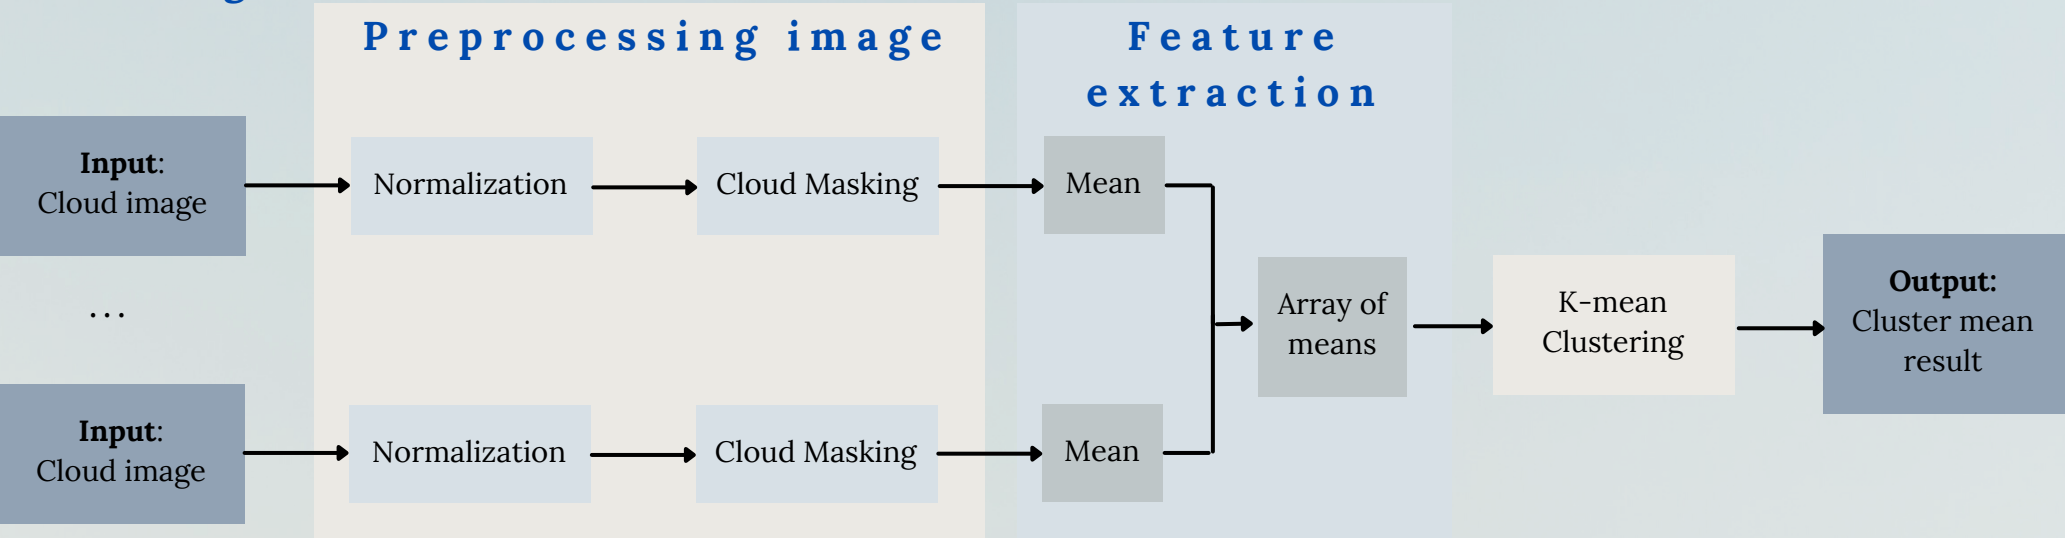 Preprocessing image
Feature
extraction
Input:
Cloud image
Normalization
Cloud Masking
Mean
...
Array of
means
K-mean
Clustering
Output:
Cluster mean
result
Input:
Cloud image
Normalization
Cloud Masking
Mean